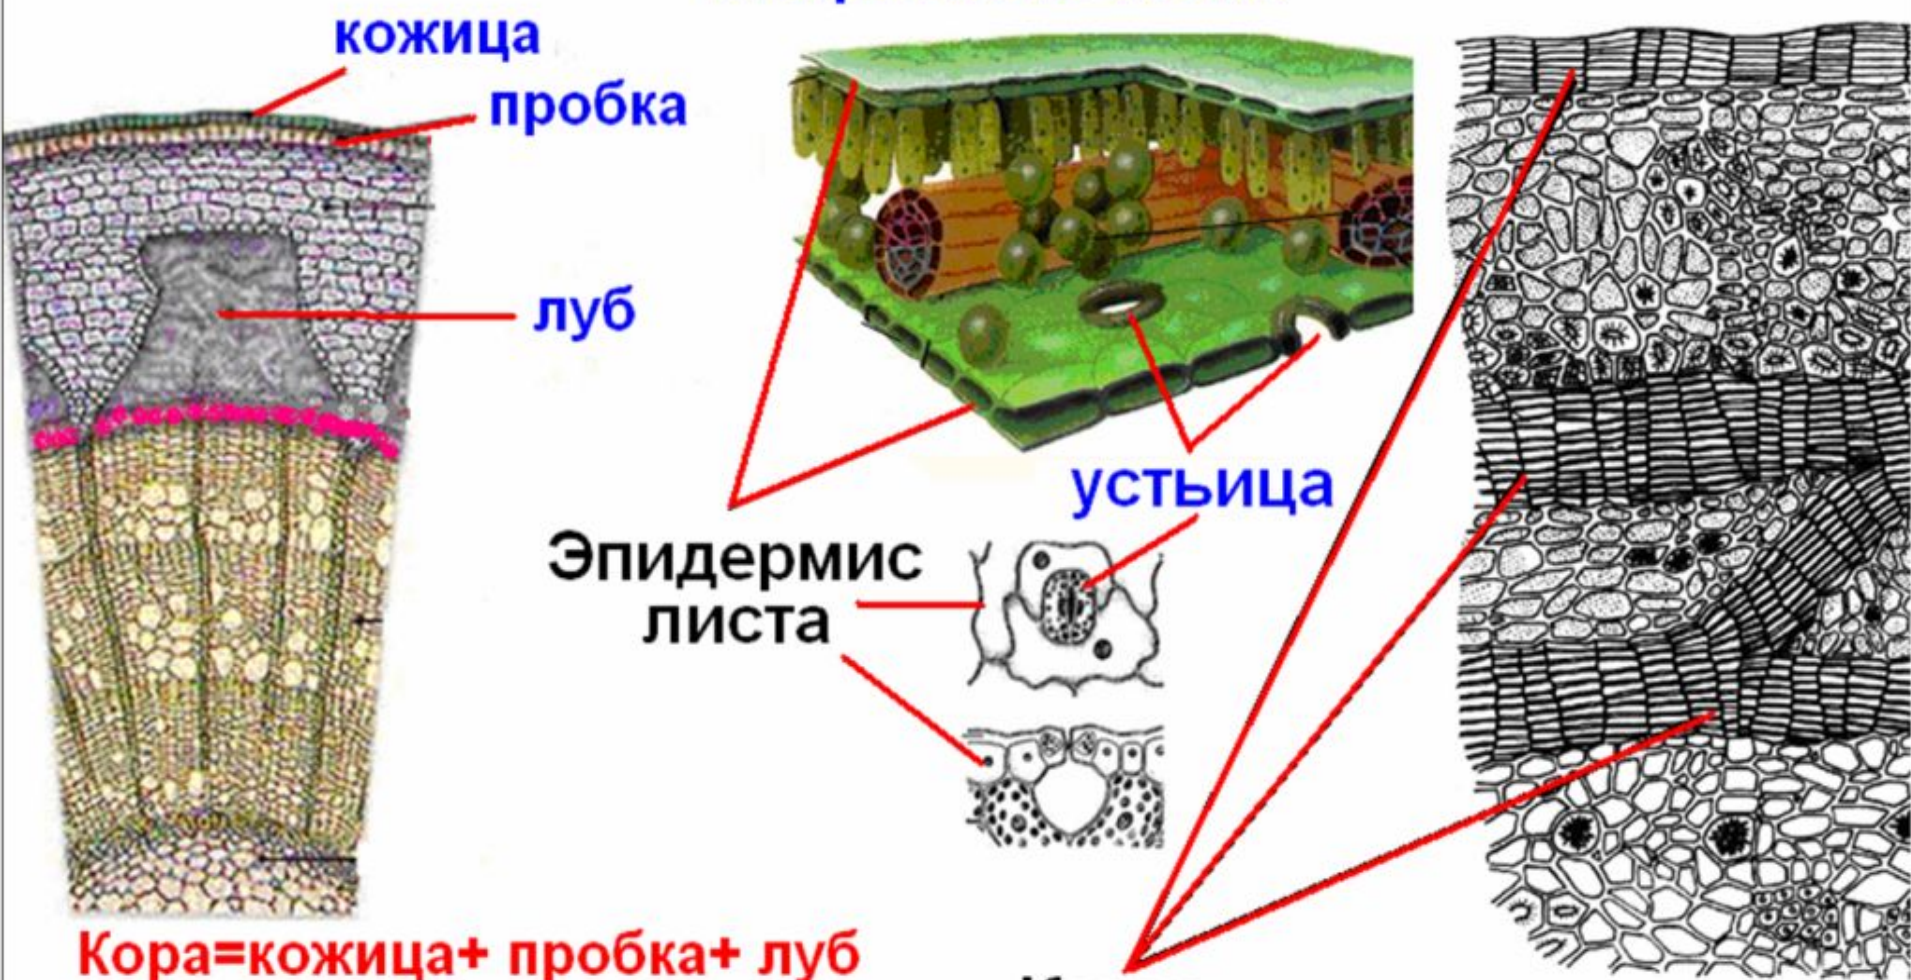 кожица
пробка
луб
устьица
Эпидермис
листа
Кора=кожица+ пробка+ луб